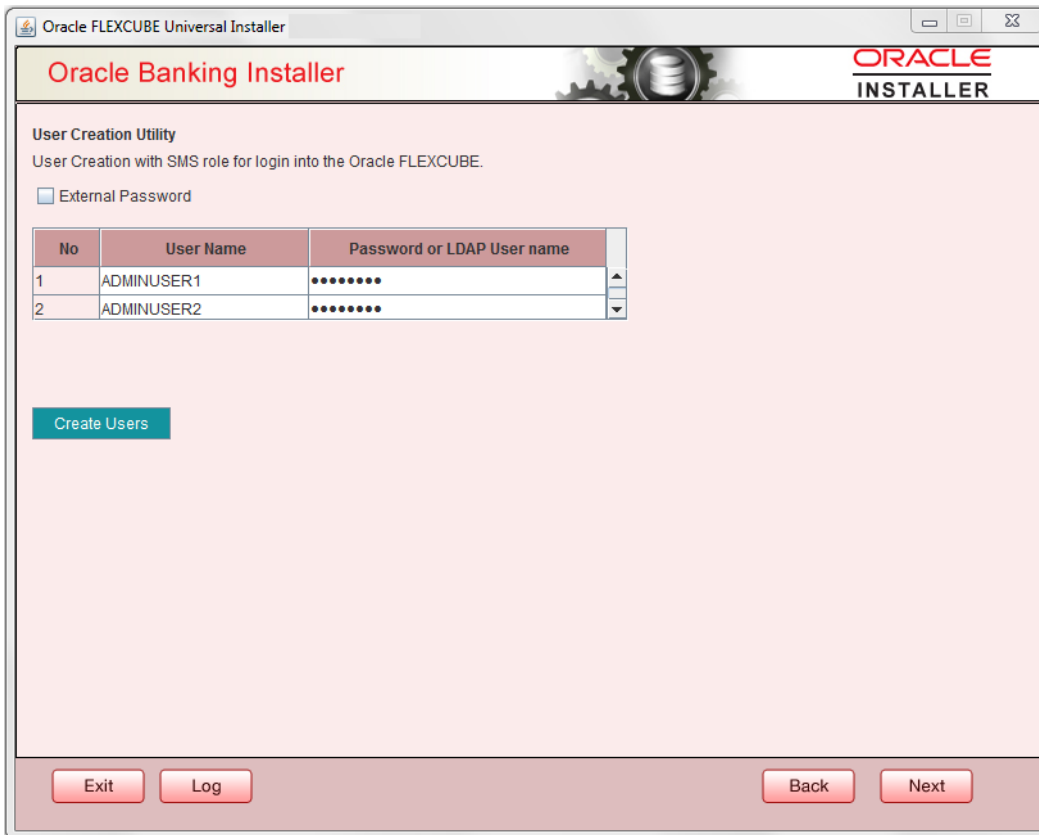 Oracle FLEXCUBE Universal Installer
Oracle Banking Installer
ORACLE
INSTALLER
User Creation Utility
User Creation with SMS role for login into the Oracle FLEXCUBE.
External Password
No User Name Password or LDAP User name
1 ADMINUSER1 ••••••••
2 ADMINUSER2 ••••••••
Create Users
Exit Log Back Next